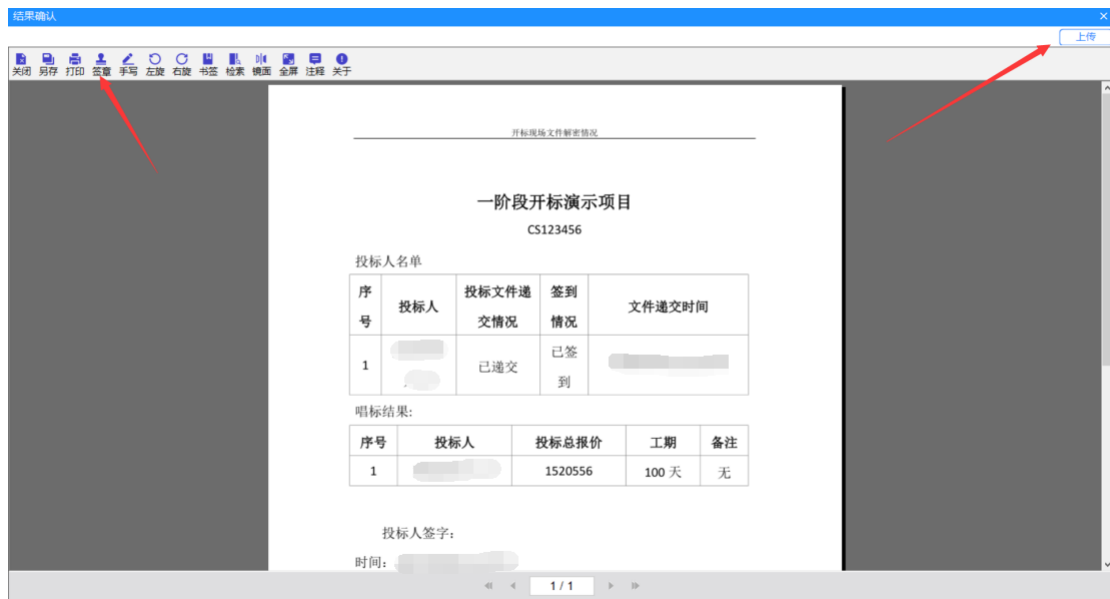 结果确认
上传
关闭 另存 打印 签章 手写 左旋 右旋 书签 检索 镜面 全屏 注释 关于
开标现场文件解密情况
一阶段开标演示项目
CS123456
投标人名单
序号 投标人 投标文件递交情况 签到情况 文件递交时间
1 已递交 已签到
唱标结果:
序号 投标人 投标总报价 工期 备注
1 1520556 100 天 无
投标人签字:
时间:
1 / 1